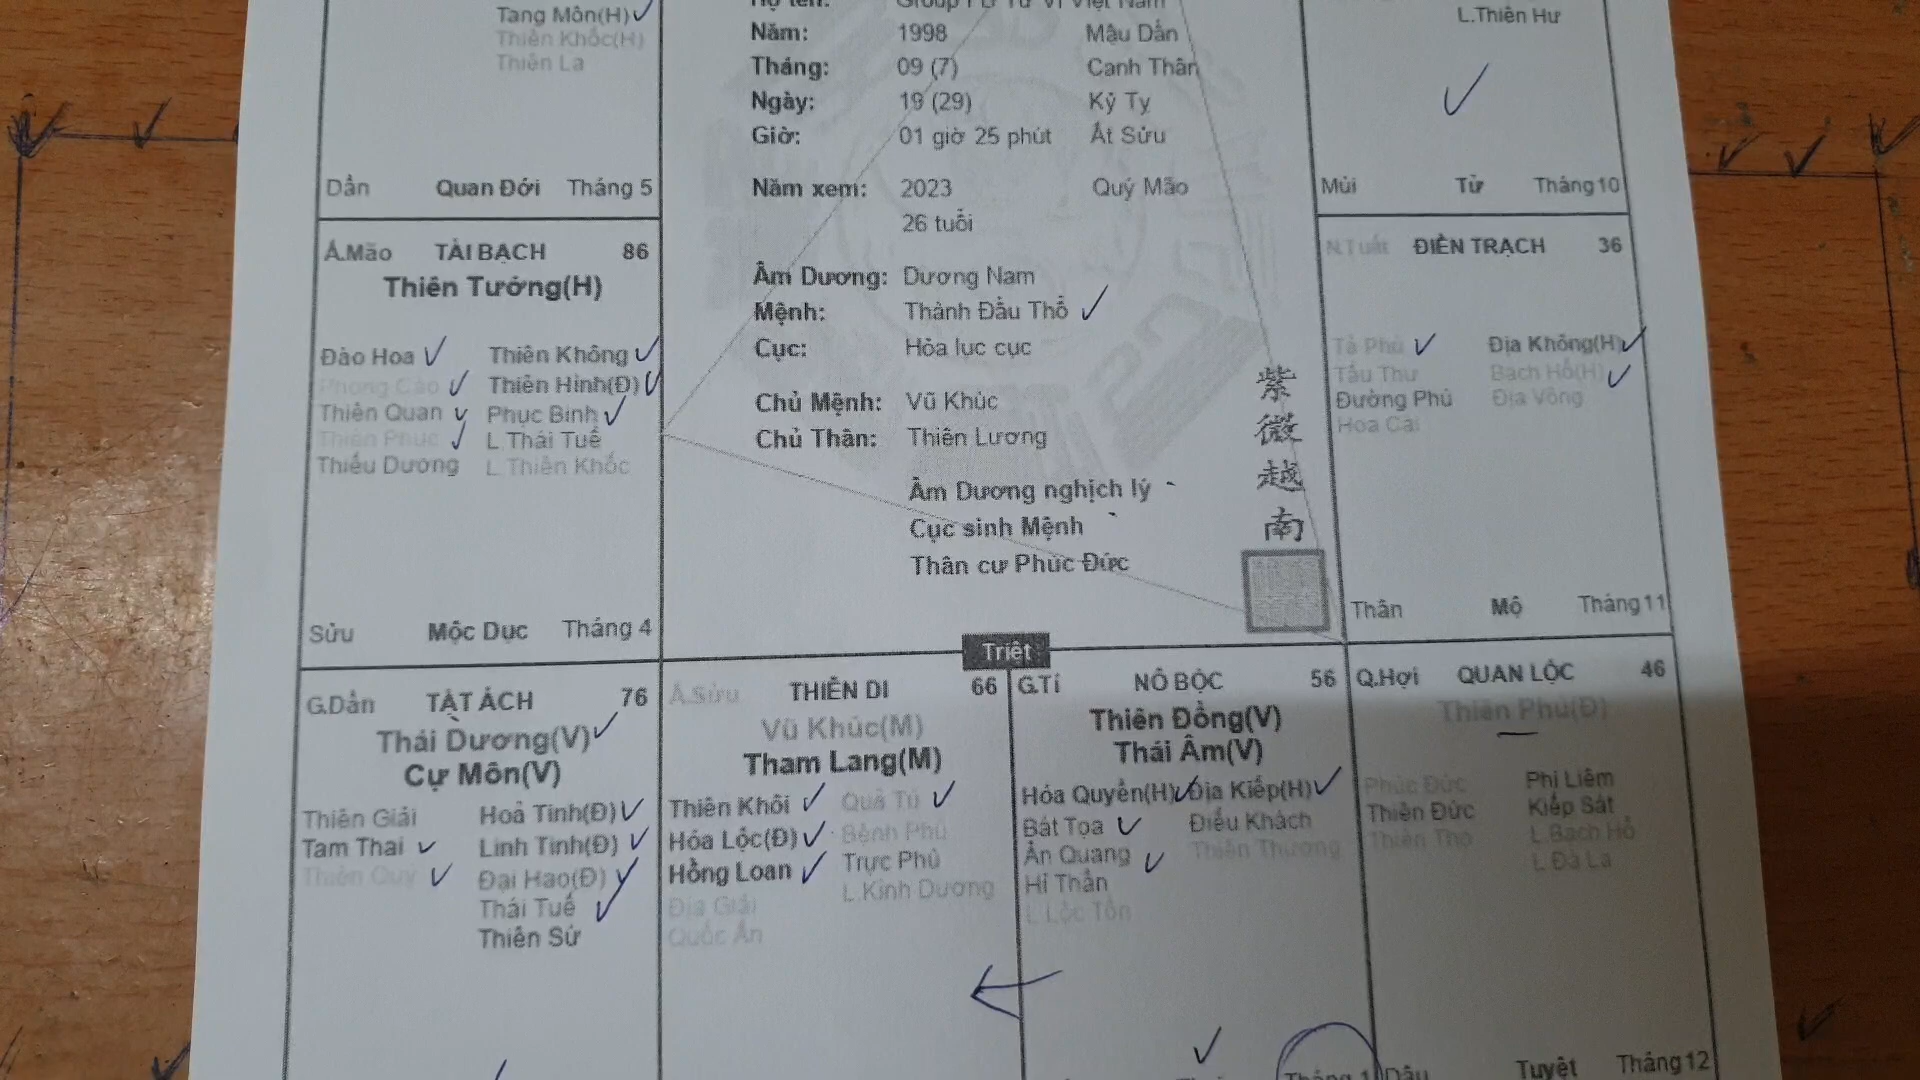 Tang Môn(H)
Thiên Khốc(H)
Thiên La
Dần Quan Đới Tháng 5
Họ tên: Group FB Tử Vi Việt Nam
Năm: 1998 Mậu Dần
Tháng: 09 (7) Canh Thân
Ngày: 19 (29) Kỷ Tỵ
Giờ: 01 giờ 25 phút Ất Sửu
Năm xem: 2023 Quý Mão
26 tuổi
Âm Dương: Dương Nam
Mệnh: Thành Đầu Thổ
Cục: Hỏa lục cục
Chủ Mệnh: Vũ Khúc
Chủ Thân: Thiên Lương
Âm Dương nghịch lý
Cục sinh Mệnh
Thân cư Phúc Đức
紫
微
越
南
L.Thiên Hư
Mùi Tử Tháng 10
Ấ.Mão TÀI BẠCH 86
Thiên Tướng(H)
Đào Hoa Thiên Không
Phong Cáo Thiên Hình(Đ)
Thiên Quan Phục Binh
Thiên Phúc L.Thái Tuế
Thiếu Dương L.Thiên Khốc
Sửu Mộc Dục Tháng 4
N.Tuất ĐIỀN TRẠCH 36
Tả Phù Địa Không(H)
Tấu Thư Bạch Hổ(H)
Đường Phù Địa Võng
Hoa Cái
Thân Mộ Tháng 11
Triệt
G.Dần TẬT ÁCH 76
Thái Dương(V)
Cự Môn(V)
Thiên Giải Hoả Tinh(Đ)
Tam Thai Linh Tinh(Đ)
Thiên Quý Đại Hao(Đ)
Thái Tuế
Thiên Sứ
Ấ.Sửu THIÊN DI 66
Vũ Khúc(M)
Tham Lang(M)
Thiên Khôi Quả Tú
Hóa Lộc(Đ) Bệnh Phù
Hồng Loan Trực Phù
Địa Giải L.Kình Dương
Quốc Ấn
G.Tí NÔ BỘC 56
Thiên Đồng(V)
Thái Âm(V)
Hóa Quyền(H) Địa Kiếp(H)
Bát Tọa Điếu Khách
Ân Quang Thiên Thương
Hỉ Thần
L.Lộc Tồn
Tháng 1
Q.Hợi QUAN LỘC 46
Thiên Phủ(Đ)
Phúc Đức Phi Liêm
Thiên Đức Kiếp Sát
Thiên Thọ L.Bạch Hổ
L.Đà La
Dậu Tuyệt Tháng 12